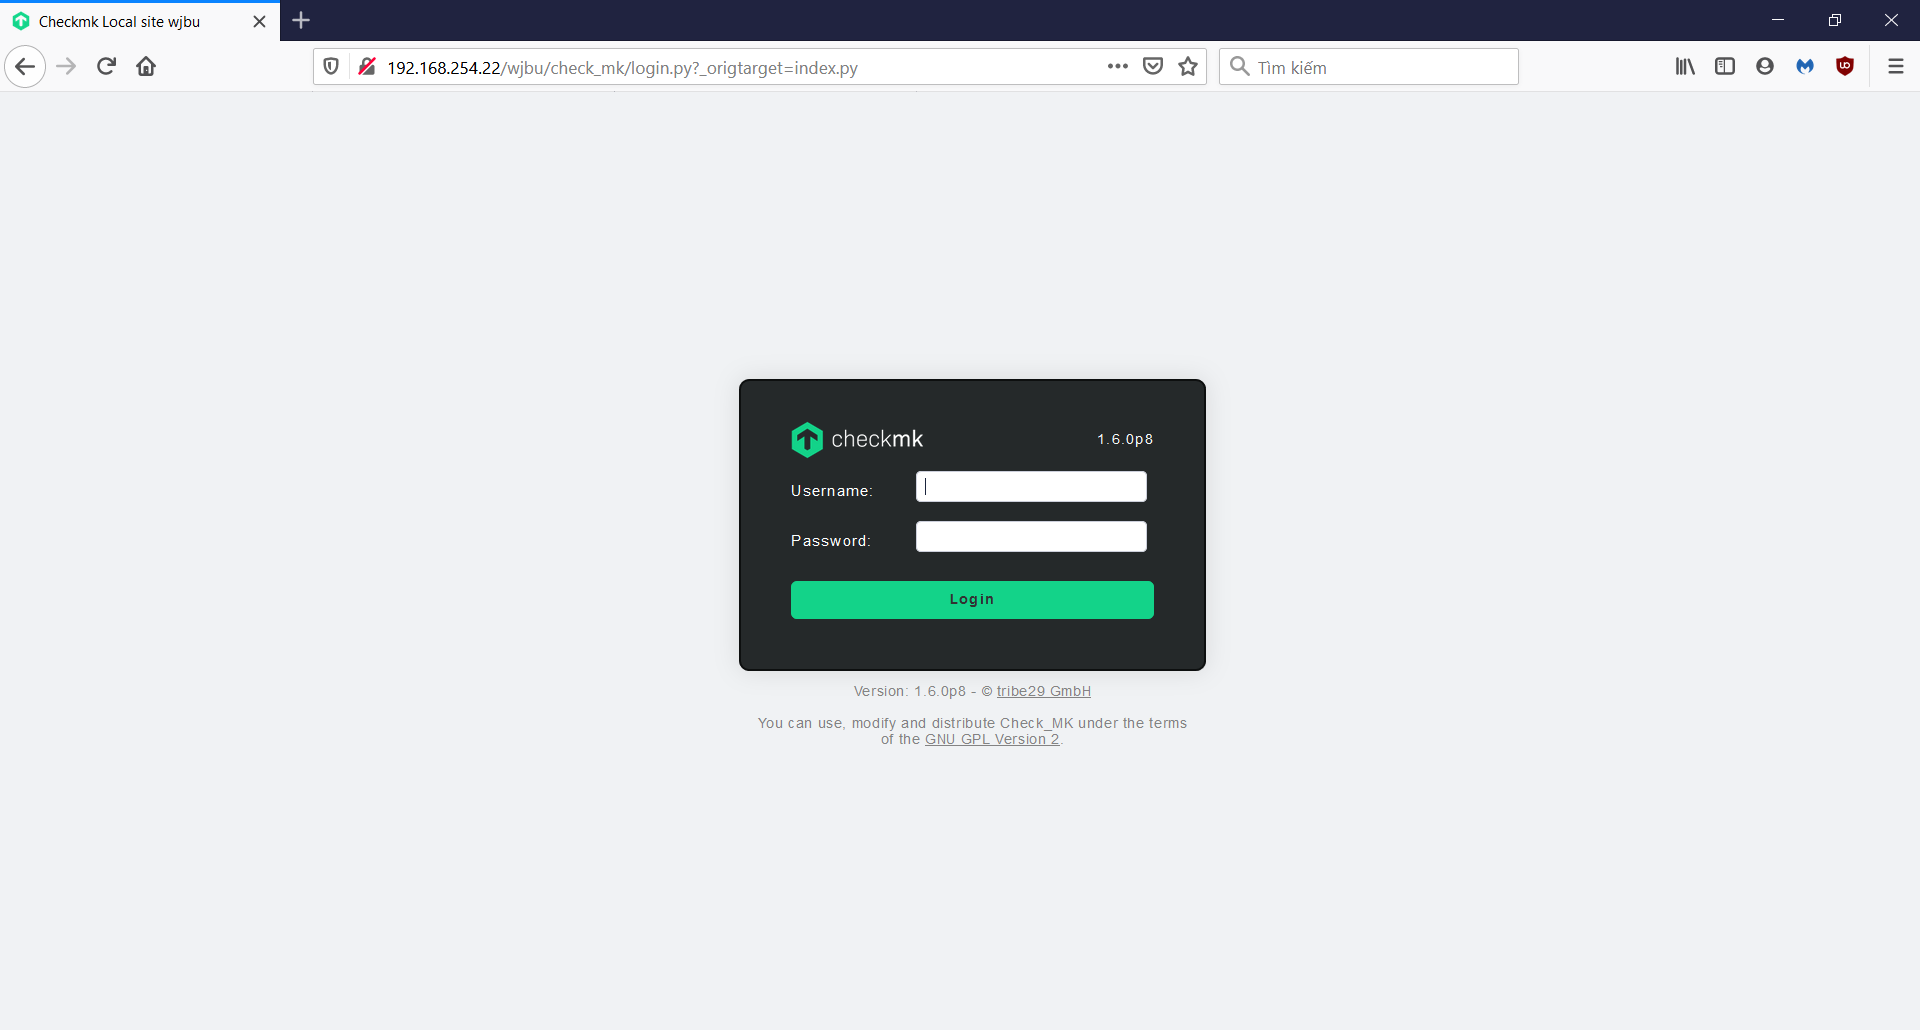 Checkmk Local site wjbu
192.168.254.22/wjbu/check_mk/login.py?_origtarget=index.py
Tìm kiếm
checkmk
1.6.0p8
Username:
Password:
Login
Version: 1.6.0p8 - © tribe29 GmbH
You can use, modify and distribute Check_MK under the terms
of the GNU GPL Version 2.